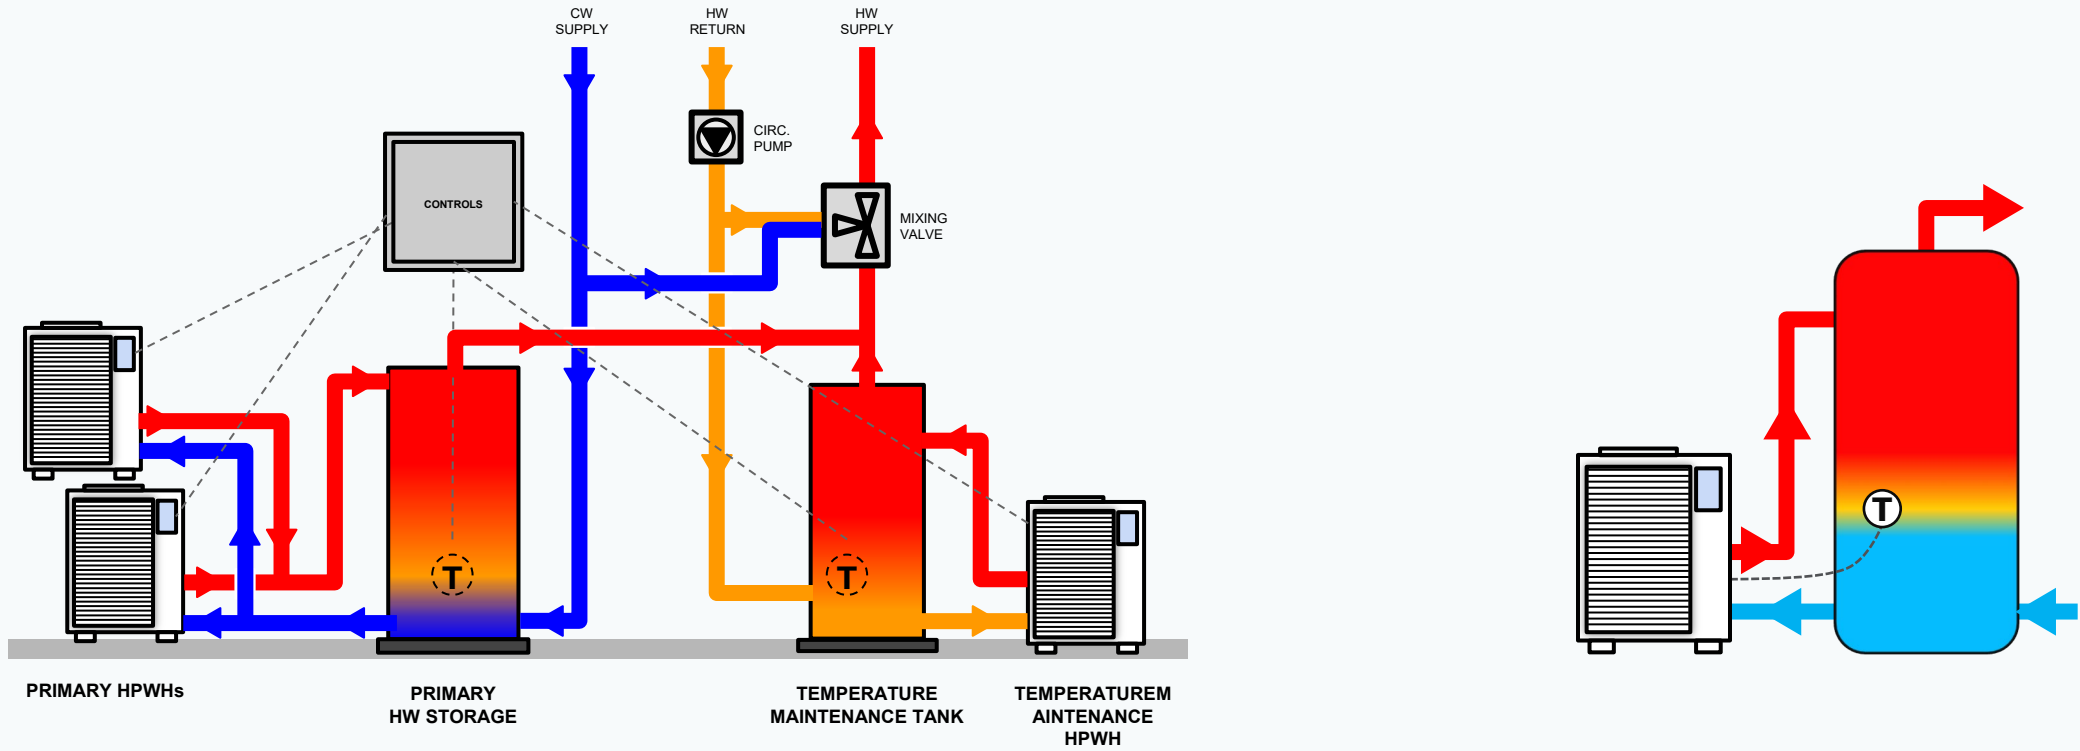 CW
SUPPLY
HW
RETURN
HW
SUPPLY
CIRC.
PUMP
CONTROLS
MIXING
VALVE
T
T
T
PRIMARY HPWHs
PRIMARY
HW STORAGE
TEMPERATURE
MAINTENANCE TANK
TEMPERATUREM
AINTENANCE
HPWH